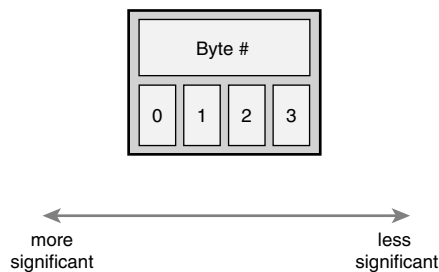 Byte #
0 1 2 3
more
significant
less
significant